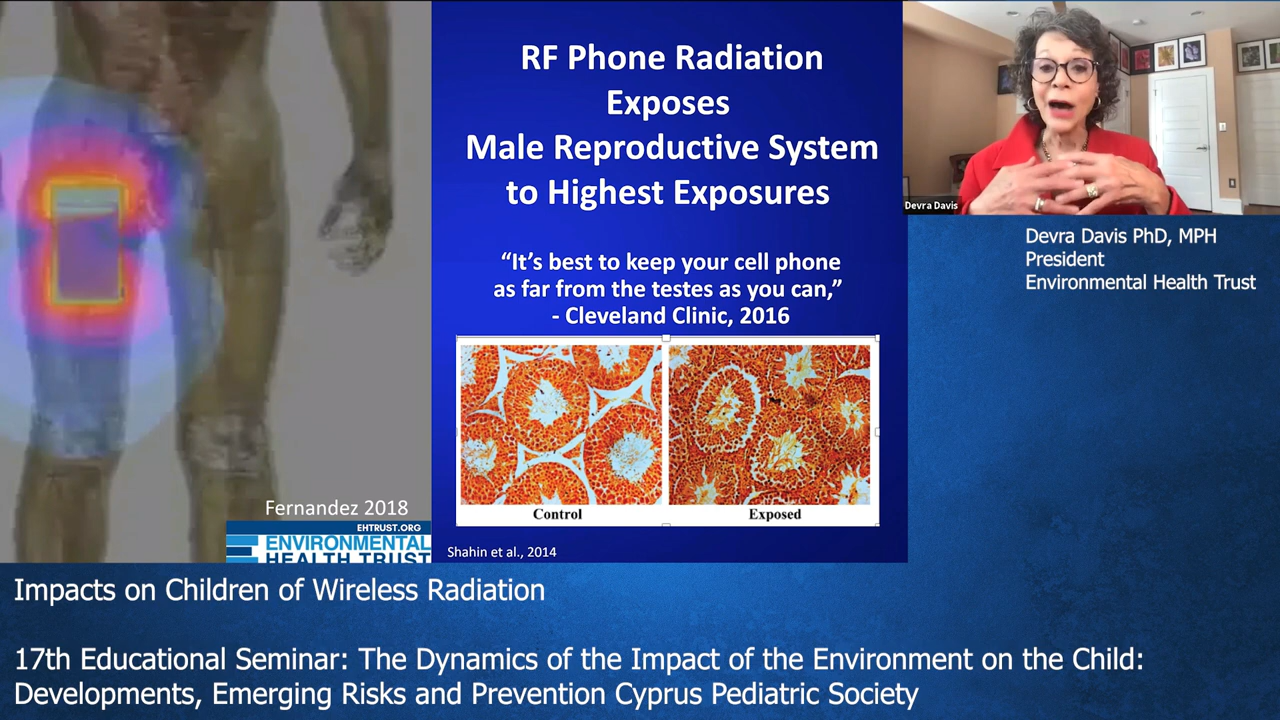 RF Phone Radiation
Exposes
Male Reproductive System
to Highest Exposures
“It’s best to keep your cell phone
as far from the testes as you can,”
- Cleveland Clinic, 2016
Control
Exposed
Shahin et al., 2014
Fernandez 2018
EHTRUST.ORG
ENVIRONMENTAL
HEALTH TRUST
Devra Davis
Devra Davis PhD, MPH
President
Environmental Health Trust
Impacts on Children of Wireless Radiation
17th Educational Seminar: The Dynamics of the Impact of the Environment on the Child:
Developments, Emerging Risks and Prevention Cyprus Pediatric Society